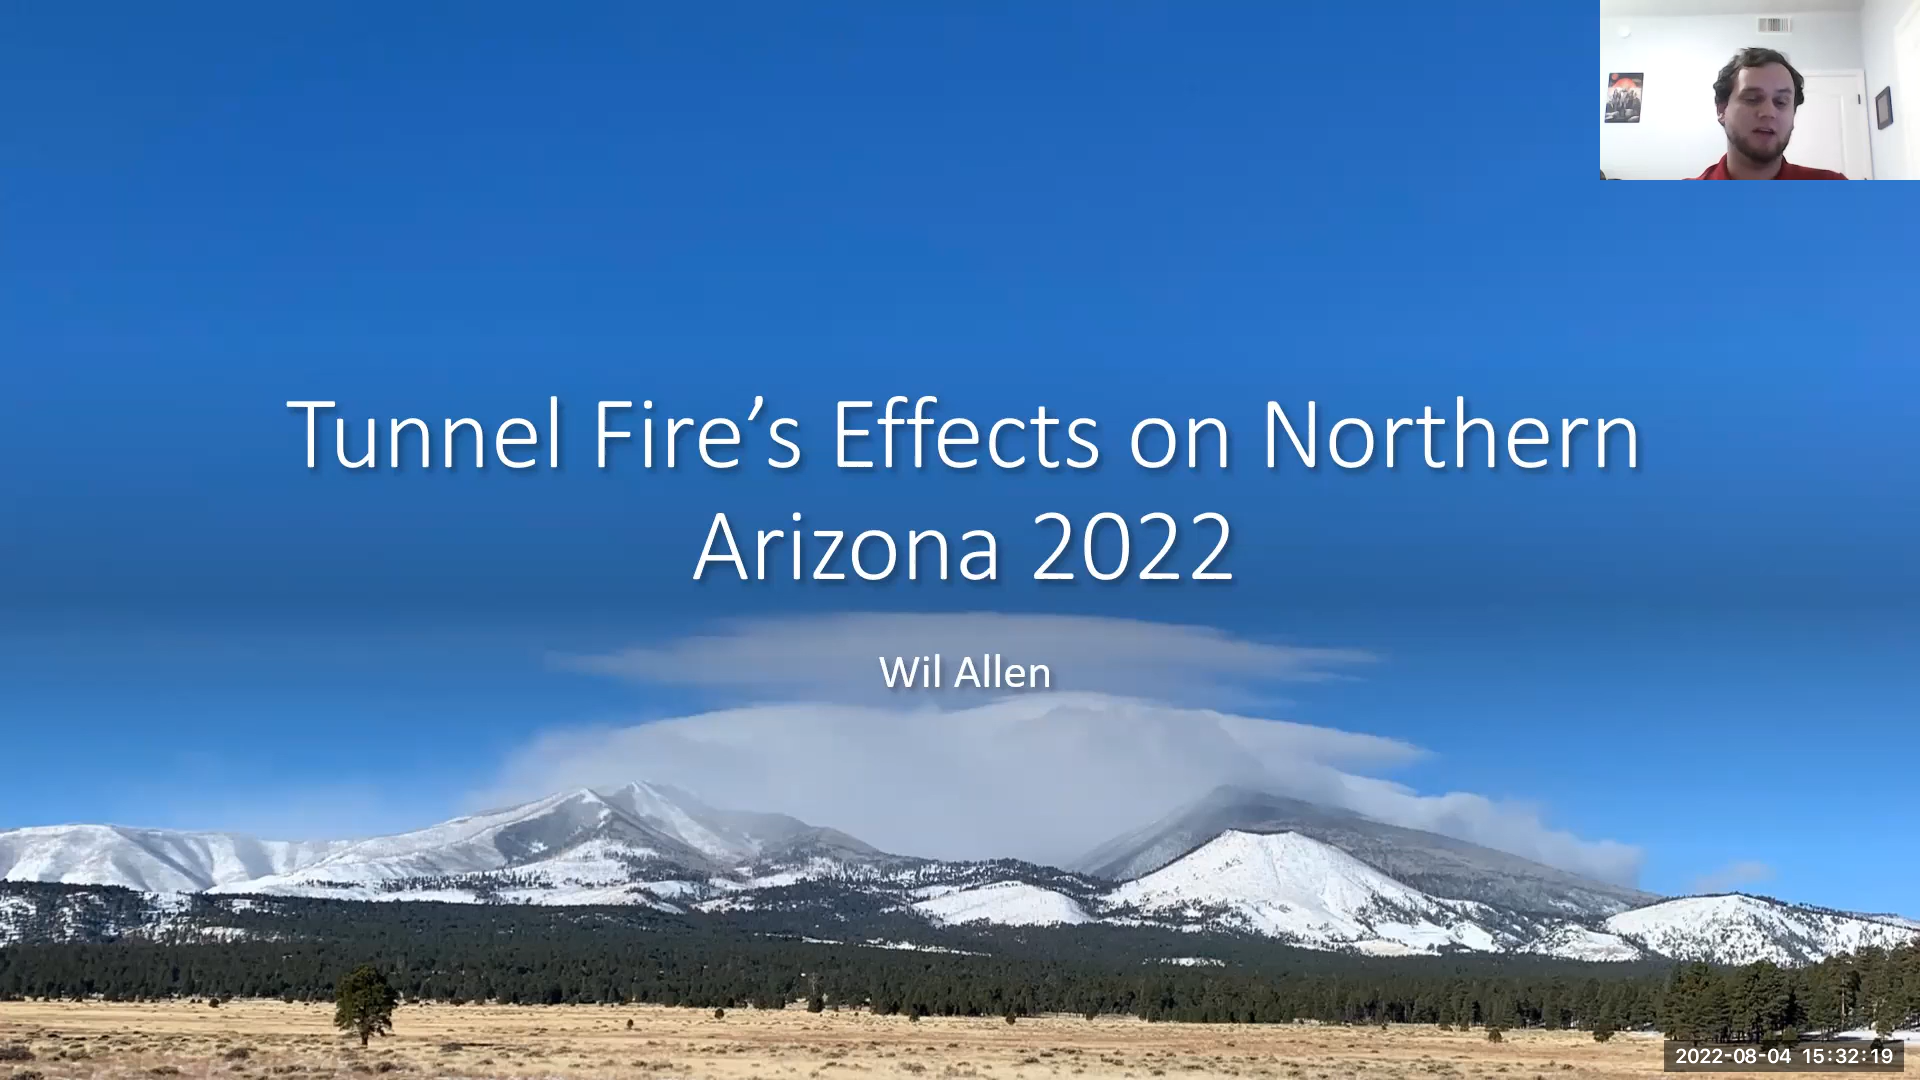 Tunnel Fire’s Effects on Northern
Arizona 2022
Wil Allen
2022-08-04 15:32:19